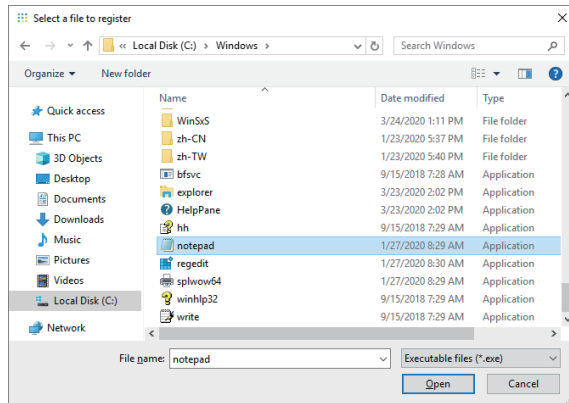 Select a file to register
« Local Disk (C:) > Windows >
Search Windows
Organize
New folder
Name Date modified Type
Quick access
This PC
3D Objects
Desktop
Documents
Downloads
Music
Pictures
Videos
Local Disk (C:)
Network
WinSxS 3/24/2020 1:11 PM File folder
zh-CN 1/23/2020 5:37 PM File folder
zh-TW 1/23/2020 5:40 PM File folder
bfsvc 9/15/2018 7:28 AM Application
explorer 3/23/2020 2:02 PM Application
HelpPane 3/23/2020 2:02 PM Application
hh 9/15/2018 7:29 AM Application
notepad 1/27/2020 8:29 AM Application
regedit 1/27/2020 8:30 AM Application
splwow64 1/27/2020 8:29 AM Application
winhlp32 9/15/2018 7:29 AM Application
write 9/15/2018 7:29 AM Application
File name: notepad
Executable files (*.exe)
Open
Cancel